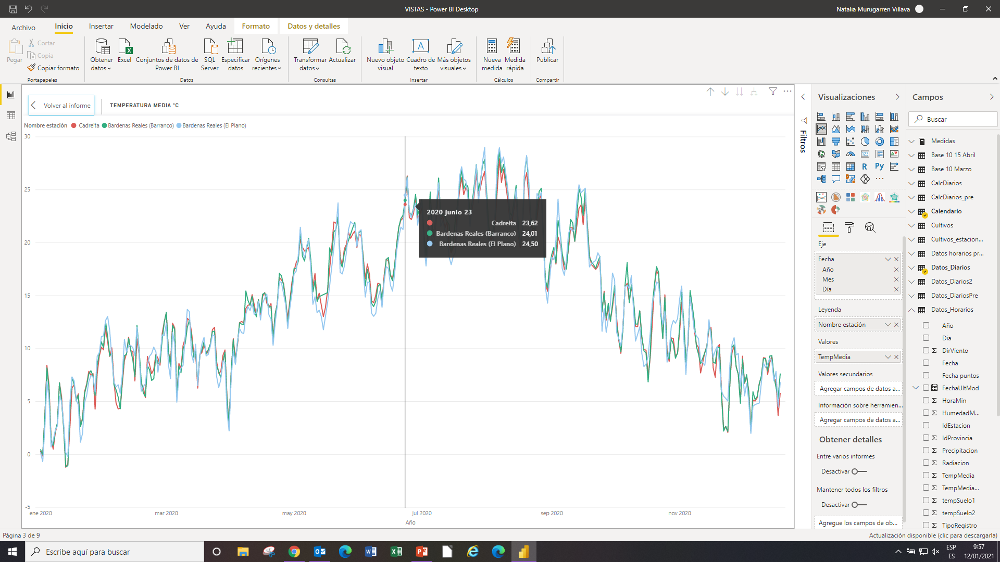 VISTAS - Power BI Desktop
Natalia Murugarren Villava
Archivo
Inicio
Insertar
Modelado
Ver
Ayuda
Formato
Datos y detalles
Pegar
Cortar
Copia
Copiar formato
Portapapeles
Obtener datos
Excel
Conjuntos de datos de Power BI
SQL Server
Especificar datos
Orígenes recientes
Datos
Transformar datos
Actualizar
Consultas
Nuevo objeto visual
Cuadro de texto
Más objetos visuales
Insertar
Nueva medida
Medida rápida
Cálculos
Publicar
Compartir
Volver al informe
TEMPERATURA MEDIA °C
Nombre estación
Cadreita
Bardenas Reales (Barranco)
Bardenas Reales (El Plano)
30
25
20
15
10
5
0
-5
2020 junio 23
Cadreita 23,62
Bardenas Reales (Barranco) 24,01
Bardenas Reales (El Plano) 24,50
ene 2020
mar 2020
may 2020
jul 2020
sep 2020
nov 2020
Año
Filtros
Visualizaciones
123
R
Py
Eje
Fecha
Año
Mes
Día
Leyenda
Nombre estación
Valores
TempMedia
Valores secundarios
Agregar campos de datos a...
Información sobre herramien...
Agregar campos de datos a...
Obtener detalles
Entre varios informes
Desactivar
Mantener todos los filtros
Desactivar
Agregue los campos de ob...
Campos
Buscar
Medidas
Base 10 15 Abril
Base 10 Marzo
CalcDiarios
CalcDiarios_pre
Calendario
Cultivos
Cultivos_estacion...
Datos horarios pr...
Datos_Diarios
Datos_Diarios2
Datos_DiariosPre
Datos_Horarios
Año
Dia
DirViento
Fecha
Fecha puntos
FechaUltMod
HoraMin
HumedadM...
IdEstacion
IdProvincia
Precipitacion
Radiacion
TempMedia
TempMedia...
tempSuelo1
tempSuelo2
TipoRegistro
Página 3 de 9
Actualización disponible (clic para descargarla)
Escribe aquí para buscar
ESP
ES
9:57
12/01/2021